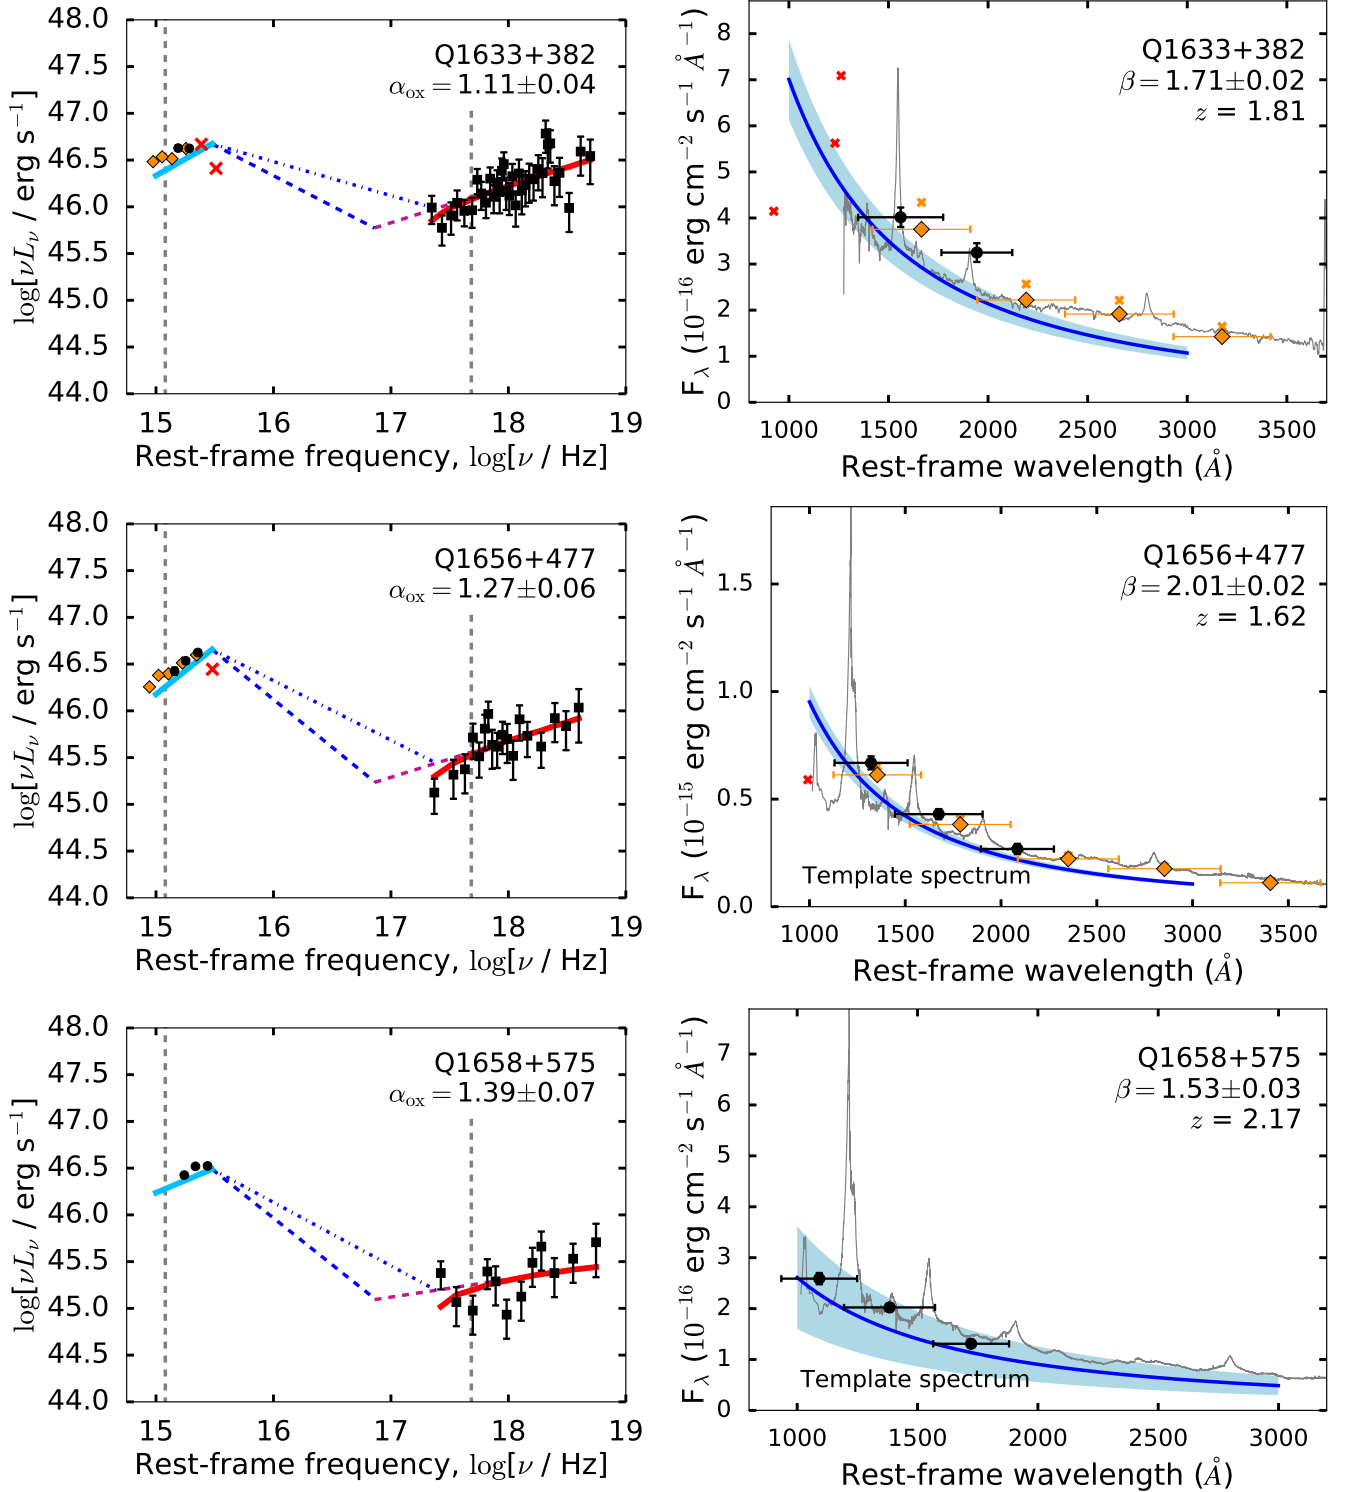 48.0
47.5
47.0
46.5
46.0
45.5
45.0
44.5
44.0
log[νLν / erg s−1]
Q1633+382
αox = 1.11±0.04
15 16 17 18 19
Rest-frame frequency, log[ν / Hz]
8
7
6
5
4
3
2
1
0
Fλ (10−16 erg cm−2 s−1 Å−1)
Q1633+382
β = 1.71±0.02
z = 1.81
1000 1500 2000 2500 3000 3500
Rest-frame wavelength (Å)
48.0
47.5
47.0
46.5
46.0
45.5
45.0
44.5
44.0
log[νLν / erg s−1]
Q1656+477
αox = 1.27±0.06
15 16 17 18 19
Rest-frame frequency, log[ν / Hz]
1.5
1.0
0.5
0.0
Fλ (10−15 erg cm−2 s−1 Å−1)
Q1656+477
β = 2.01±0.02
z = 1.62
Template spectrum
1000 1500 2000 2500 3000 3500
Rest-frame wavelength (Å)
48.0
47.5
47.0
46.5
46.0
45.5
45.0
44.5
44.0
log[νLν / erg s−1]
Q1658+575
αox = 1.39±0.07
15 16 17 18 19
Rest-frame frequency, log[ν / Hz]
7
6
5
4
3
2
1
0
Fλ (10−16 erg cm−2 s−1 Å−1)
Q1658+575
β = 1.53±0.03
z = 2.17
Template spectrum
1000 1500 2000 2500 3000
Rest-frame wavelength (Å)